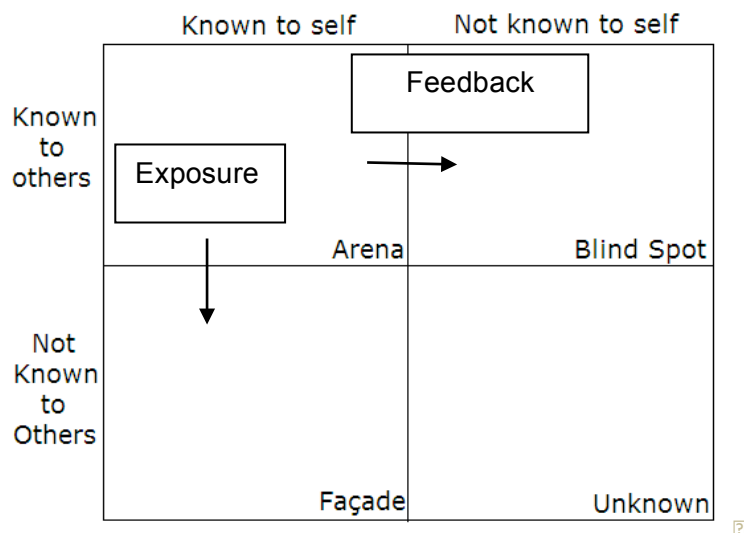 Known to self
Not known to self
Known
to
others
Feedback
Exposure
Arena
Blind Spot
Not
Known
to
Others
Façade
Unknown
?